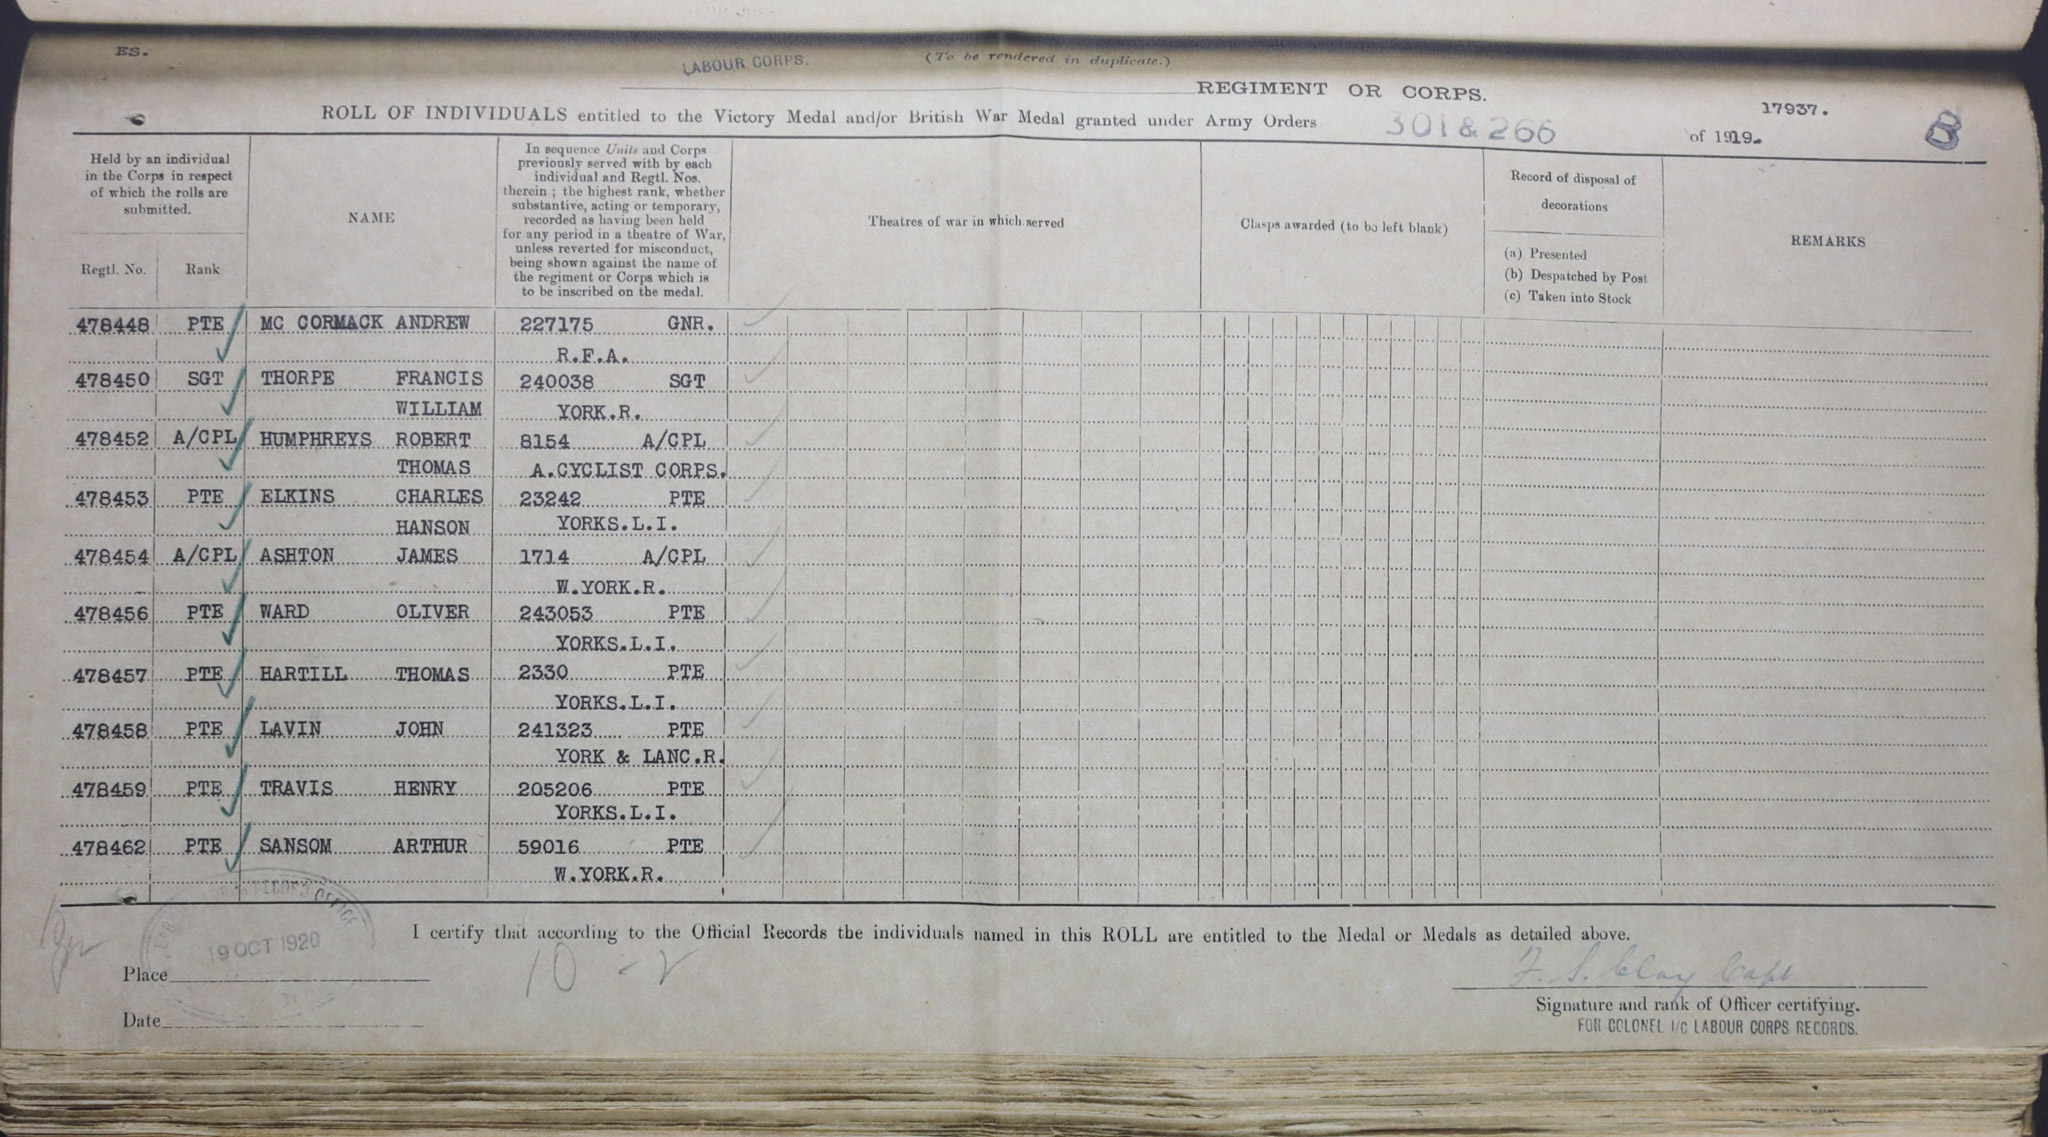 ES.
LABOUR CORPS.
(To be rendered in duplicate.)
REGIMENT OR CORPS.
17937.
ROLL OF INDIVIDUALS entitled to the Victory Medal and/or British War Medal granted under Army Orders 301 & 266 of 1919.
B
Held by an individual
in the Corps in respect
of which the rolls are
submitted.
Regtl. No. Rank
NAME
In sequence Units and Corps
previously served with by each
individual and Regtl. Nos.
therein ; the highest rank, whether
substantive, acting or temporary,
recorded as having been held
for any period in a theatre of War,
unless reverted for misconduct,
being shown against the name of
the regiment or Corps which is
to be inscribed on the medal.
Theatres of war in which served
Clasps awarded (to be left blank)
Record of disposal of
decorations
(a) Presented
(b) Despatched by Post
(c) Taken into Stock
REMARKS
478448 PTE MC CORMACK ANDREW 227175 GNR.
R.F.A.
478450 SGT THORPE FRANCIS 240038 SGT
WILLIAM YORK.R.
478452 A/CPL HUMPHREYS ROBERT 8154 A/CPL
THOMAS A.CYCLIST CORPS.
478453 PTE ELKINS CHARLES 23242 PTE
HANSON YORKS.L.I.
478454 A/CPL ASHTON JAMES 1714 A/CPL
W.YORK.R.
478456 PTE WARD OLIVER 243053 PTE
YORKS.L.I.
478457 PTE HARTILL THOMAS 2330 PTE
YORKS.L.I.
478458 PTE LAVIN JOHN 241323 PTE
YORK & LANC.R.
478459 PTE TRAVIS HENRY 205206 PTE
YORKS.L.I.
478462 PTE SANSOM ARTHUR 59016 PTE
W.YORK.R.
I certify that according to the Official Records the individuals named in this ROLL are entitled to the Medal or Medals as detailed above.
OFFICE
19 OCT 1920
Place
10 - V
F. S. Clay Capt
Signature and rank of Officer certifying.
Date
FOR COLONEL I/C LABOUR CORPS RECORDS.